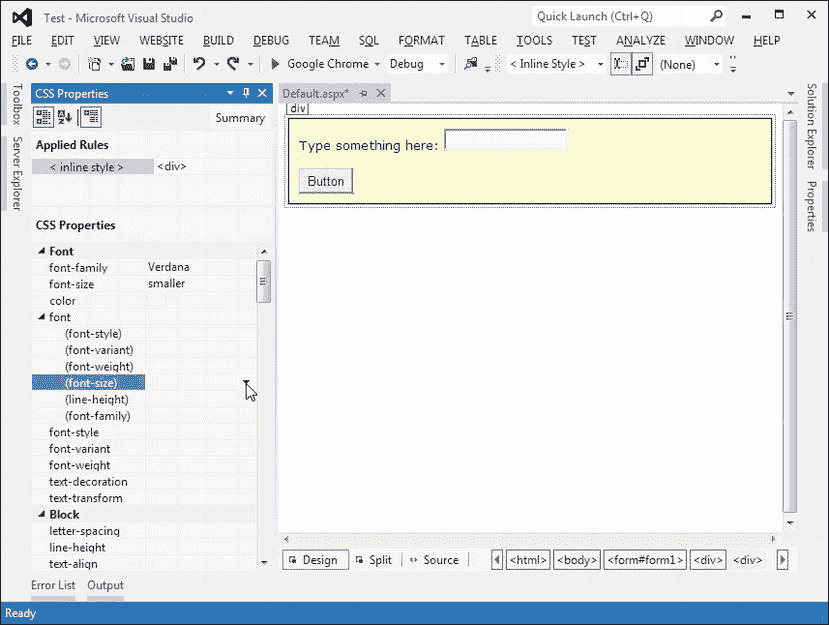 Test - Microsoft Visual Studio
Quick Launch (Ctrl+Q)
FILE EDIT VIEW WEBSITE BUILD DEBUG TEAM SQL FORMAT TABLE TOOLS TEST ANALYZE WINDOW HELP
Google Chrome Debug < Inline Style > (None)
Toolbox
Server Explorer
CSS Properties
Summary
Applied Rules
< inline style > <div>
CSS Properties
Font
font-family Verdana
font-size smaller
color
font
(font-style)
(font-variant)
(font-weight)
(font-size)
(line-height)
(font-family)
font-style
font-variant
font-weight
text-decoration
text-transform
Block
letter-spacing
line-height
text-align
Default.aspx*
div
Type something here:
Button
Design Split Source <html> <body> <form#form1> <div> <div>
Solution Explorer
Properties
Error List Output
Ready